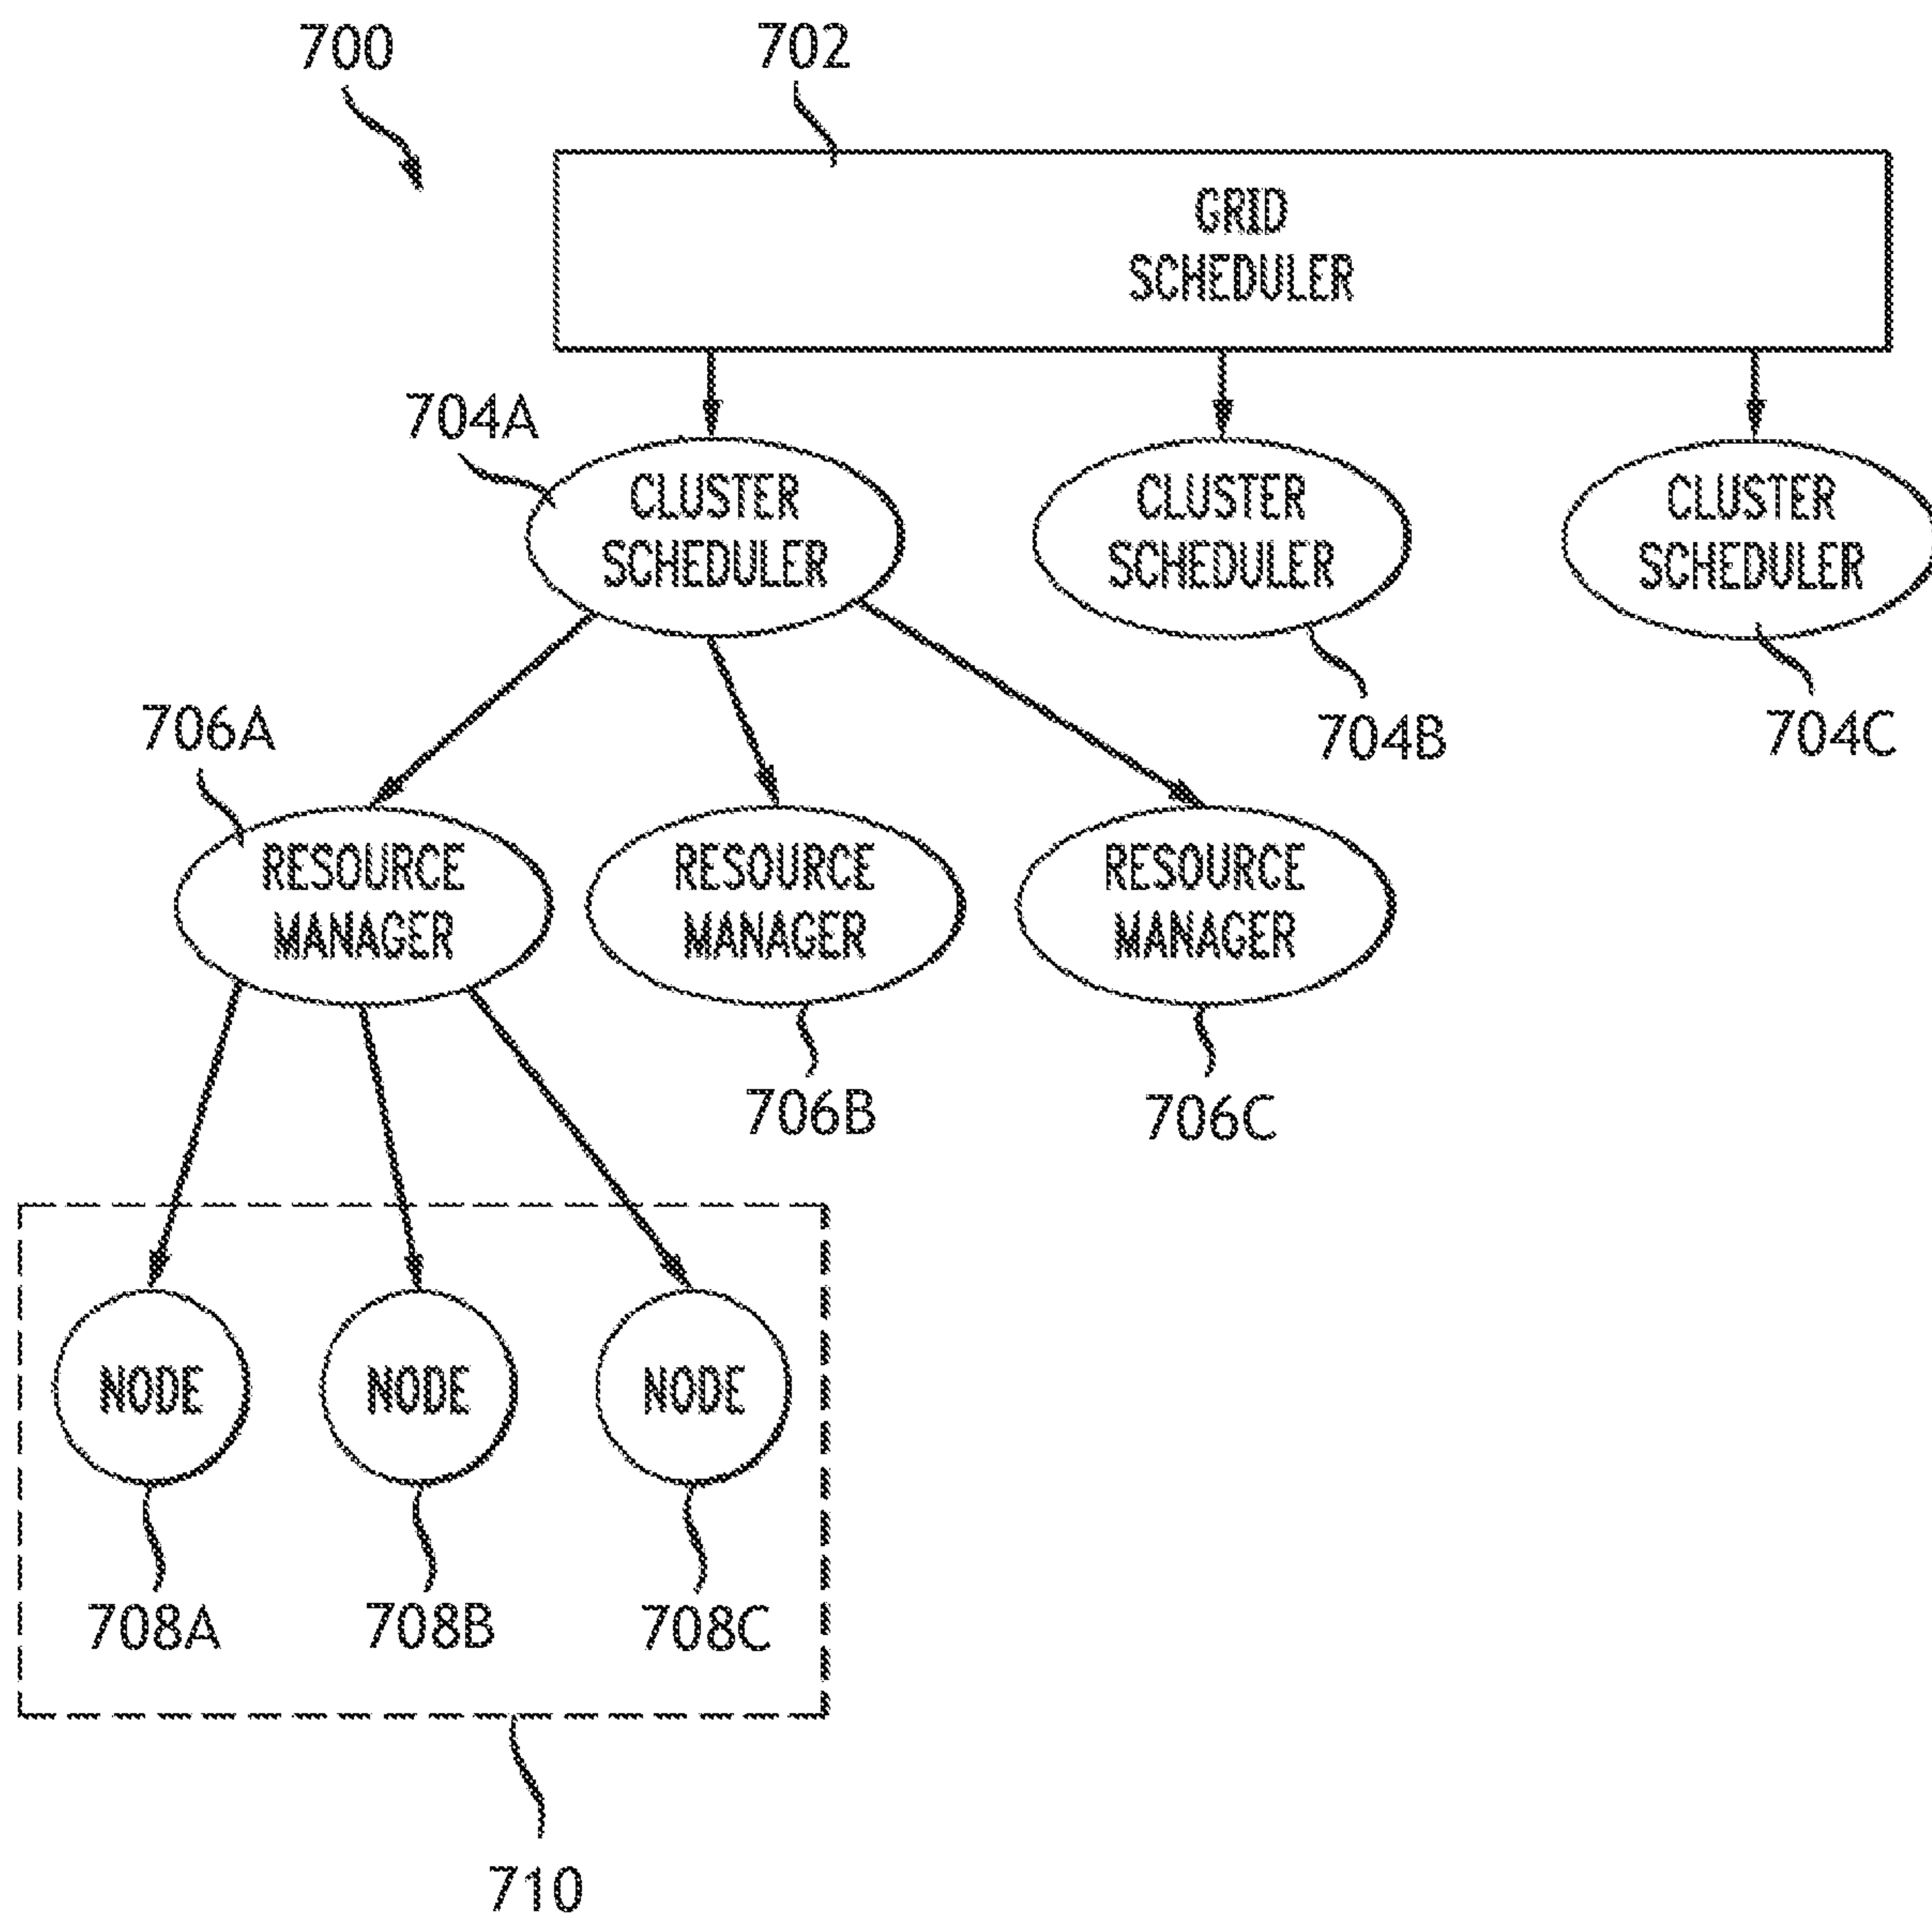 700
702
GRID
SCHEDULER
704A
CLUSTER
SCHEDULER
CLUSTER
SCHEDULER
CLUSTER
SCHEDULER
704B
704C
706A
RESOURCE
MANAGER
RESOURCE
MANAGER
RESOURCE
MANAGER
706B
706C
NODE
NODE
NODE
708A
708B
708C
710